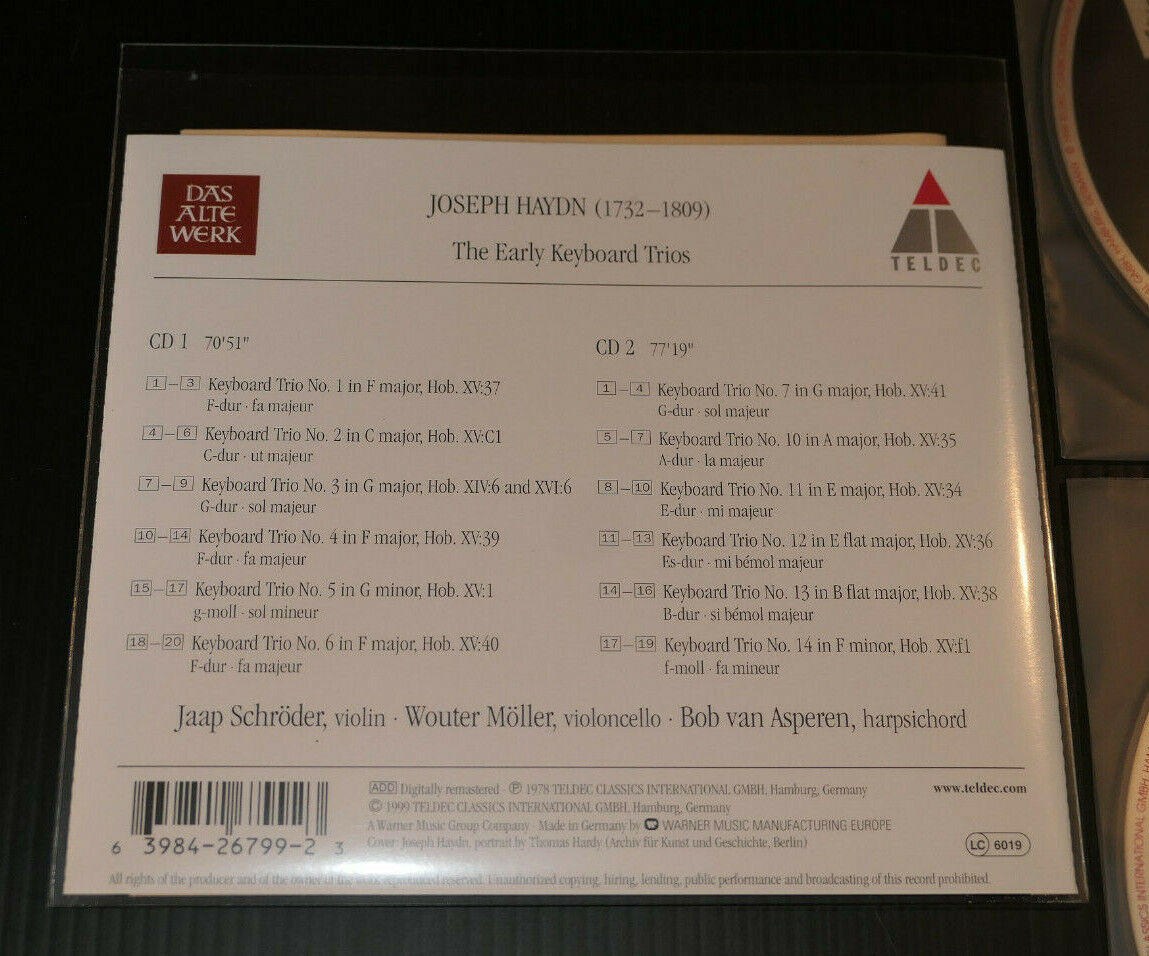 DAS
ALTE
WERK
JOSEPH HAYDN (1732–1809)
The Early Keyboard Trios
TELDEC
CD 1 70'51"
1–3 Keyboard Trio No. 1 in F major, Hob. XV:37
F-dur · fa majeur
4–6 Keyboard Trio No. 2 in C major, Hob. XV:C1
C-dur · ut majeur
7–9 Keyboard Trio No. 3 in G major, Hob. XIV:6 and XVI:6
G-dur · sol majeur
10–14 Keyboard Trio No. 4 in F major, Hob. XV:39
F-dur · fa majeur
15–17 Keyboard Trio No. 5 in G minor, Hob. XV:1
g-moll · sol mineur
18–20 Keyboard Trio No. 6 in F major, Hob. XV:40
F-dur · fa majeur
CD 2 77'19"
1–4 Keyboard Trio No. 7 in G major, Hob. XV:41
G-dur · sol majeur
5–7 Keyboard Trio No. 10 in A major, Hob. XV:35
A-dur · la majeur
8–10 Keyboard Trio No. 11 in E major, Hob. XV:34
E-dur · mi majeur
11–13 Keyboard Trio No. 12 in E flat major, Hob. XV:36
Es-dur · mi bémol majeur
14–16 Keyboard Trio No. 13 in B flat major, Hob. XV:38
B-dur · si bémol majeur
17–19 Keyboard Trio No. 14 in F minor, Hob. XV:f1
f-moll · fa mineur
Jaap Schröder, violin · Wouter Möller, violoncello · Bob van Asperen, harpsichord
ADD Digitally remastered · ℗ 1978 TELDEC CLASSICS INTERNATIONAL GMBH, Hamburg, Germany
© 1999 TELDEC CLASSICS INTERNATIONAL GMBH, Hamburg, Germany
A Warner Music Group Company · Made in Germany by WARNER MUSIC MANUFACTURING EUROPE
Cover: Joseph Haydn, portrait by Thomas Hardy (Archiv für Kunst und Geschichte, Berlin)
www.teldec.com
LC 6019
6 3984-26799-2 3
All rights of the producer and of the owner of the work reproduced reserved. Unauthorized copying, hiring, lending, public performance and broadcasting of this record prohibited.